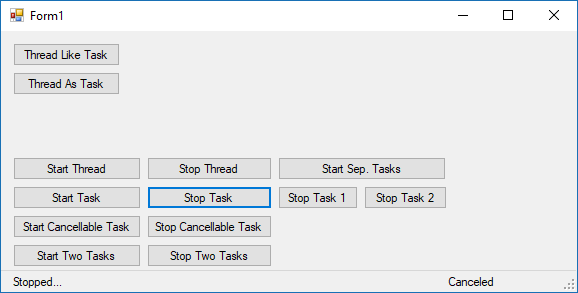 Form1
Thread Like Task
Thread As Task
Start Thread Stop Thread Start Sep. Tasks
Start Task Stop Task Stop Task 1 Stop Task 2
Start Cancellable Task Stop Cancellable Task
Start Two Tasks Stop Two Tasks
Stopped... Canceled